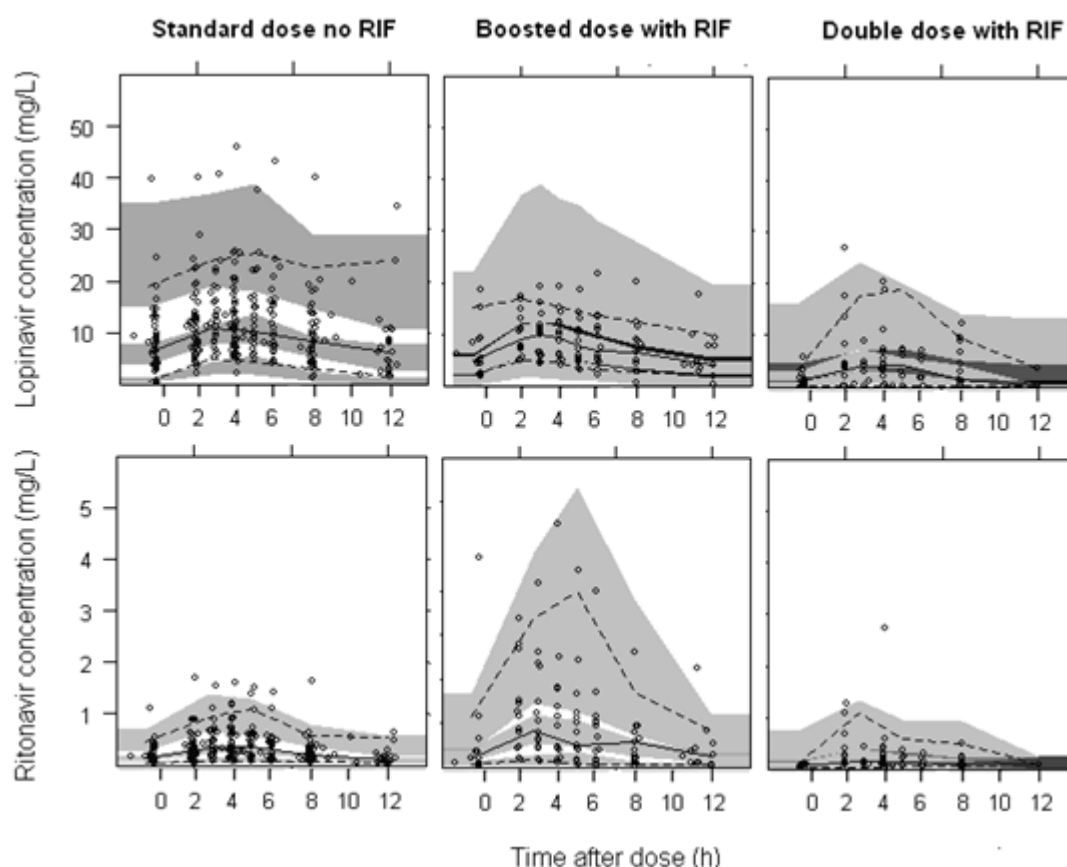 Standard dose no RIF
Boosted dose with RIF
Double dose with RIF
Lopinavir concentration (mg/L)
50
40
30
20
10
0 2 4 6 8 10 12
0 2 4 6 8 10 12
0 2 4 6 8 10 12
Ritonavir concentration (mg/L)
5
4
3
2
1
0 2 4 6 8 10 12
0 2 4 6 8 10 12
0 2 4 6 8 10 12
Time after dose (h)